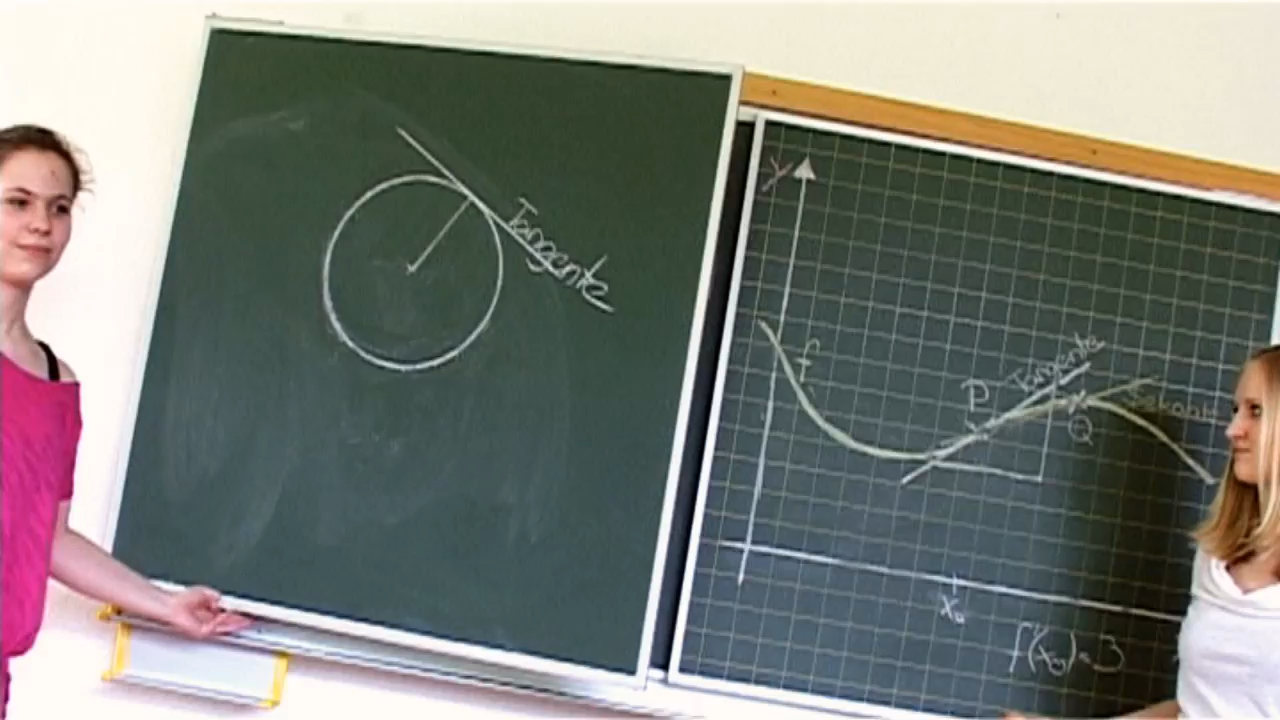 Tangente
y
f
P
Tangente
Sekante
Q
x₀
f'(x₀)=3